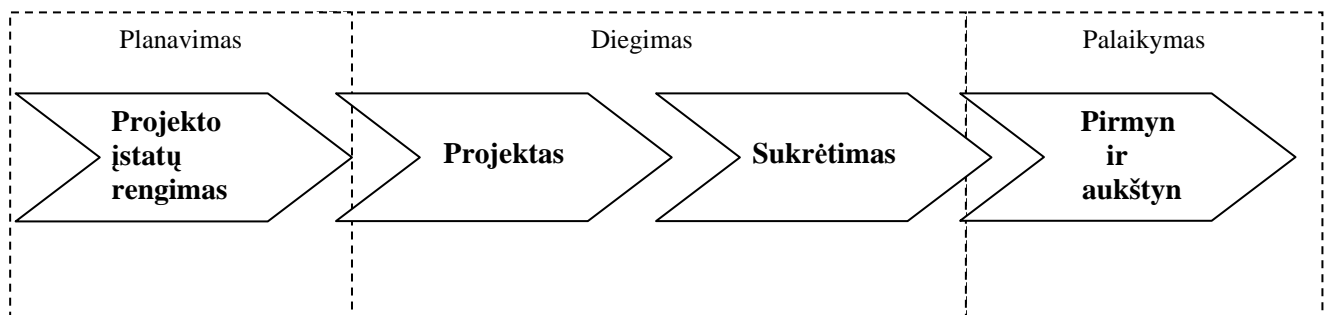 Planavimas
Diegimas
Palaikymas
Projekto
įstatų
rengimas
Projektas
Sukrėtimas
Pirmyn
ir
aukštyn